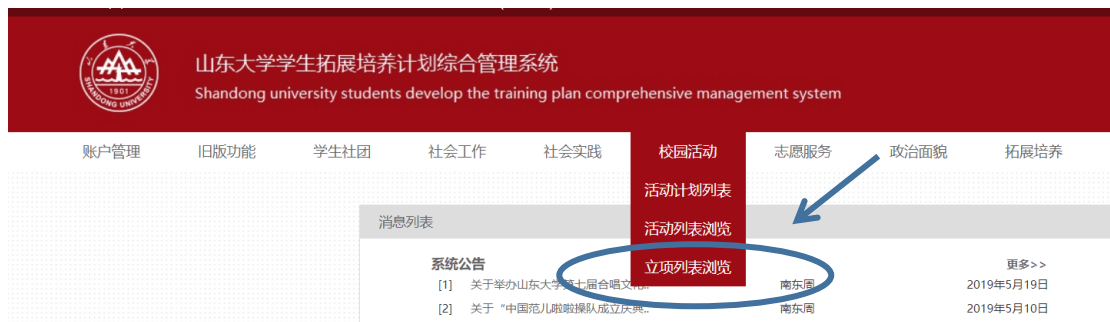 山东大学学生拓展培养计划综合管理系统
Shandong university students develop the training plan comprehensive management system
1901
SHANDONG UNIVERSITY
账户管理 旧版功能 学生社团 社会工作 社会实践 校园活动 志愿服务 政治面貌 拓展培养
活动计划列表
消息列表 活动列表浏览
立项列表浏览
系统公告 更多>>
[1] 关于举办山东大学第七届合唱文化.. 南东周 2019年5月19日
[2] 关于“中国范儿啦啦操队成立庆典.. 南东周 2019年5月10日